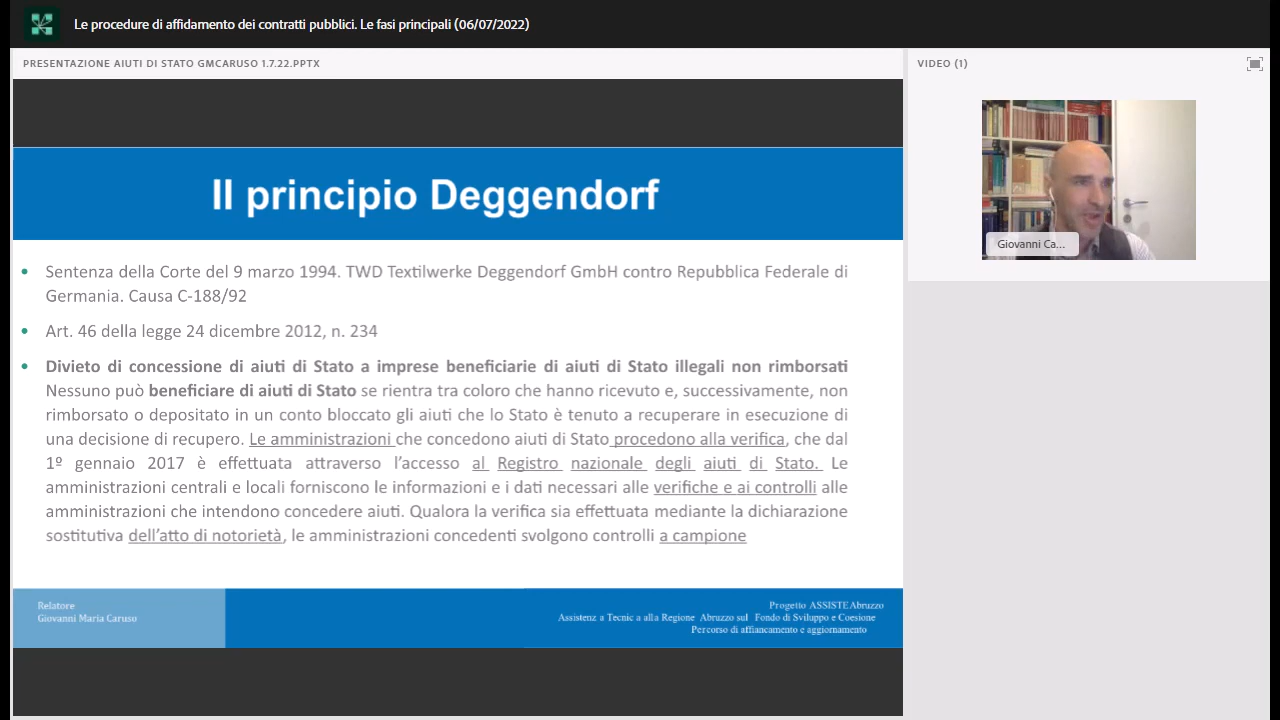 Le procedure di affidamento dei contratti pubblici. Le fasi principali (06/07/2022)
PRESENTAZIONE AIUTI DI STATO GMCARUSO 1.7.22.PPTX
VIDEO (1)
Il principio Deggendorf
• Sentenza della Corte del 9 marzo 1994. TWD Textilwerke Deggendorf GmbH contro Repubblica Federale di
Germania. Causa C-188/92
• Art. 46 della legge 24 dicembre 2012, n. 234
• Divieto di concessione di aiuti di Stato a imprese beneficiarie di aiuti di Stato illegali non rimborsati
Nessuno può beneficiare di aiuti di Stato se rientra tra coloro che hanno ricevuto e, successivamente, non
rimborsato o depositato in un conto bloccato gli aiuti che lo Stato è tenuto a recuperare in esecuzione di
una decisione di recupero. Le amministrazioni che concedono aiuti di Stato procedono alla verifica, che dal
1º gennaio 2017 è effettuata attraverso l'accesso al Registro nazionale degli aiuti di Stato. Le
amministrazioni centrali e locali forniscono le informazioni e i dati necessari alle verifiche e ai controlli alle
amministrazioni che intendono concedere aiuti. Qualora la verifica sia effettuata mediante la dichiarazione
sostitutiva dell'atto di notorietà, le amministrazioni concedenti svolgono controlli a campione
Giovanni Ca...
Relatore
Giovanni Maria Caruso
Progetto ASSISTEAbruzzo
Assistenz a Tecnic a alla Regione Abruzzo sul Fondo di Sviluppo e Coesione
Percorso di affiancamento e aggiornamento